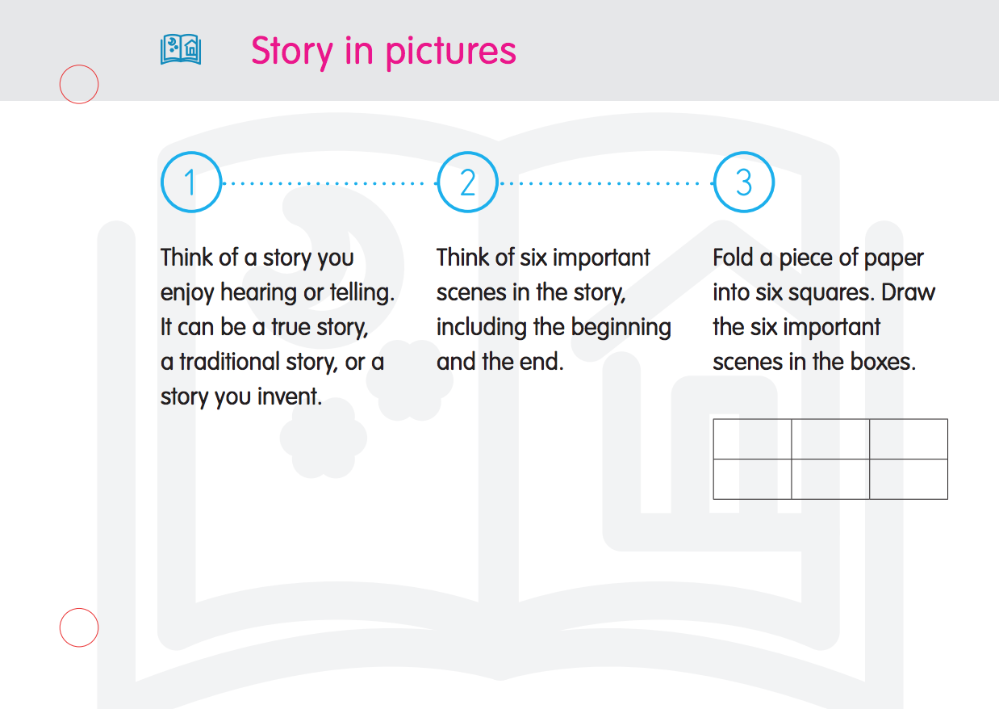 Story in pictures
1
Think of a story you
enjoy hearing or telling.
It can be a true story,
a traditional story, or a
story you invent.
2
Think of six important
scenes in the story,
including the beginning
and the end.
3
Fold a piece of paper
into six squares. Draw
the six important
scenes in the boxes.